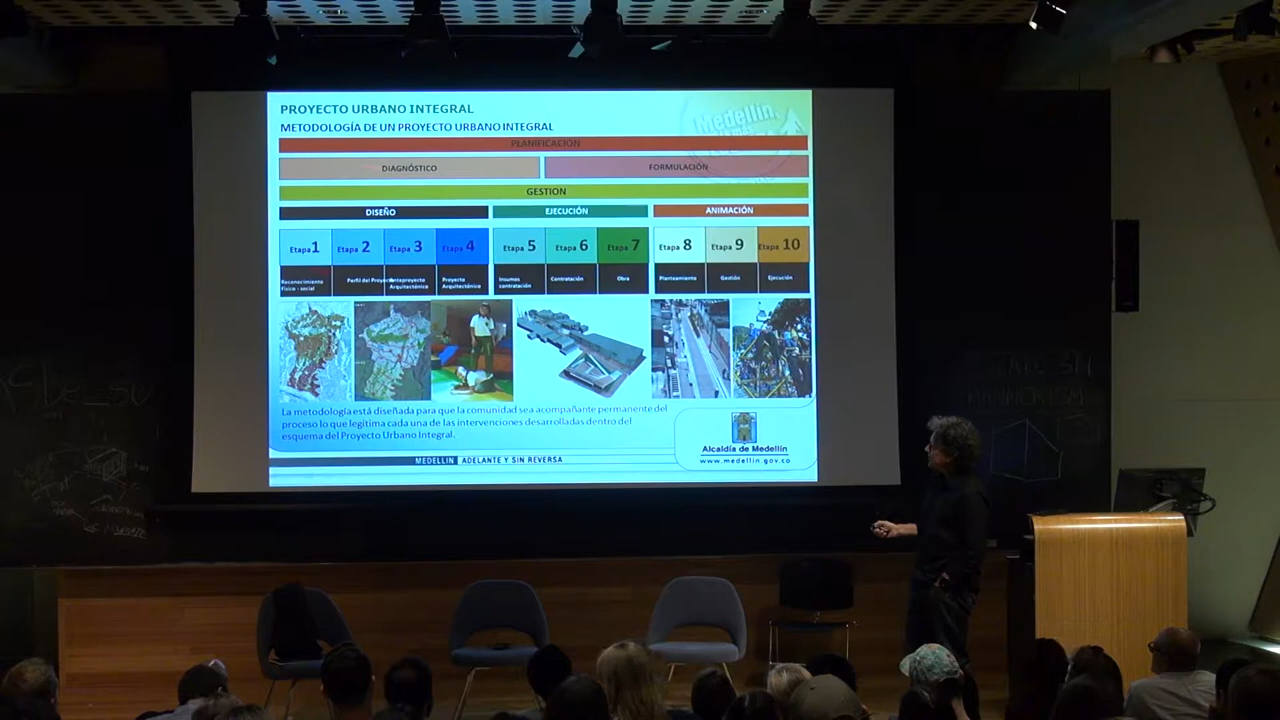 PROYECTO URBANO INTEGRAL
METODOLOGÍA DE UN PROYECTO URBANO INTEGRAL
Medellín
PLANIFICACIÓN
DIAGNÓSTICO FORMULACIÓN
GESTION
DISEÑO EJECUCIÓN ANIMACIÓN
Etapa 1 Etapa 2 Etapa 3 Etapa 4 Etapa 5 Etapa 6 Etapa 7 Etapa 8 Etapa 9 Etapa 10
Reconocimiento físico - social Perfil del Proyecto Anteproyecto Arquitectónico Proyecto Arquitectónico Insumos contratación Contratación Obra Planteamiento Gestión Ejecución
La metodología está diseñada para que la comunidad sea acompañante permanente del
proceso lo que legitima cada una de las intervenciones desarrolladas dentro del
esquema del Proyecto Urbano Integral.
Alcaldía de Medellín
www.medellin.gov.co
MEDELLIN ADELANTE Y SIN REVERSA